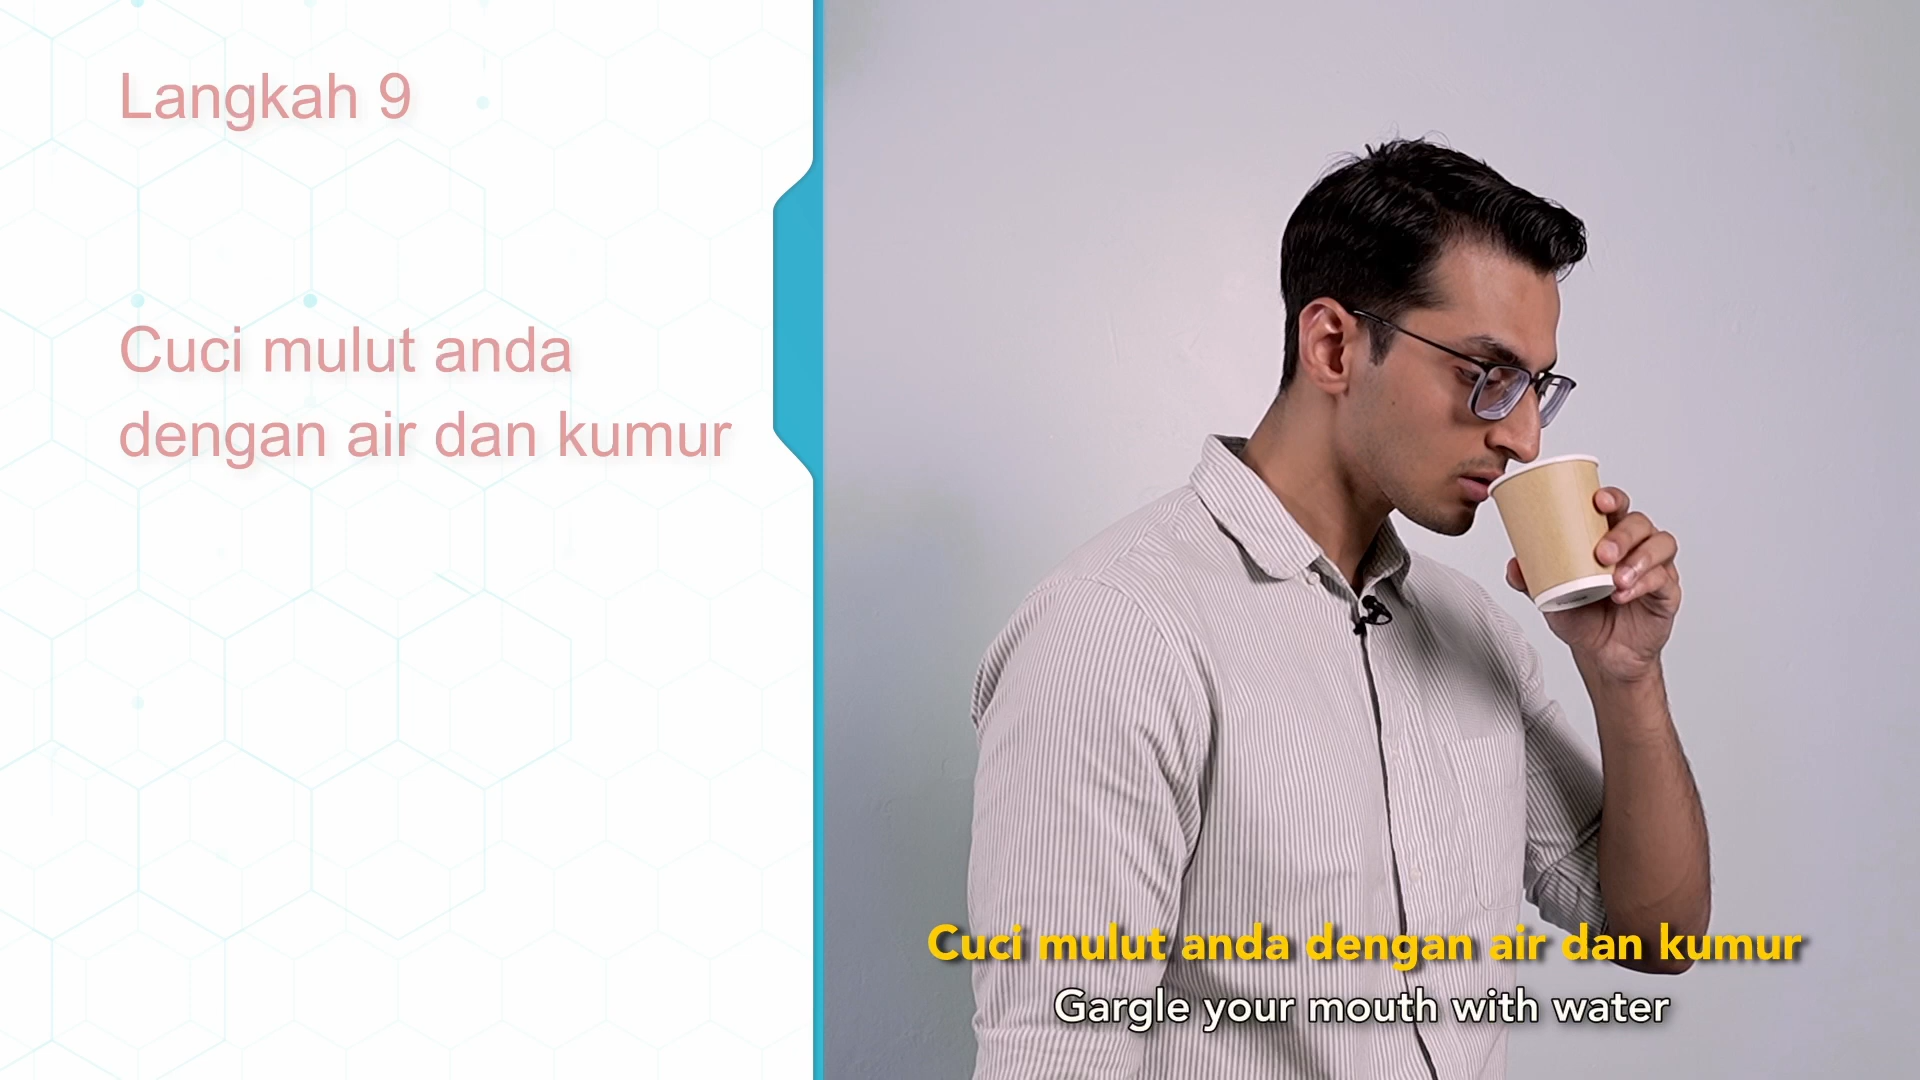 Langkah 9
Cuci mulut anda
dengan air dan kumur
Cuci mulut anda dengan air dan kumur
Gargle your mouth with water